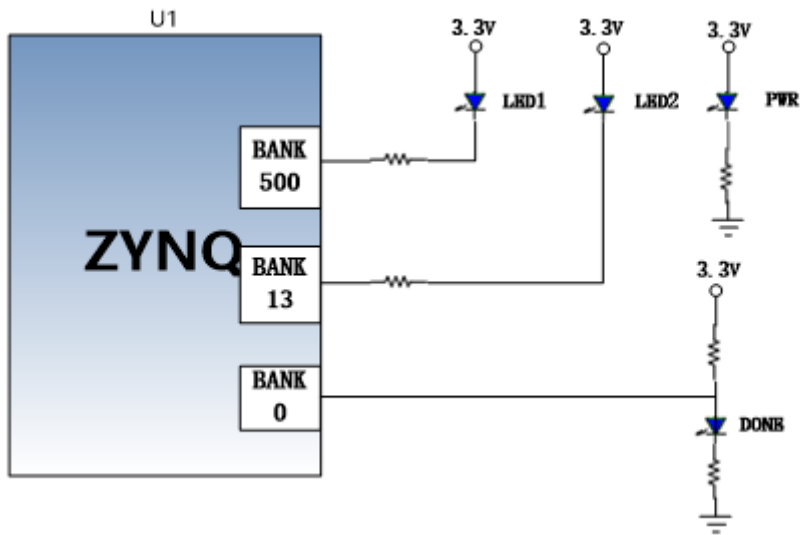 U1
3.3V
3.3V
3.3V
LED1
LED2
PWR
BANK
500
ZYNQ
BANK
13
3.3V
BANK
0
DONE